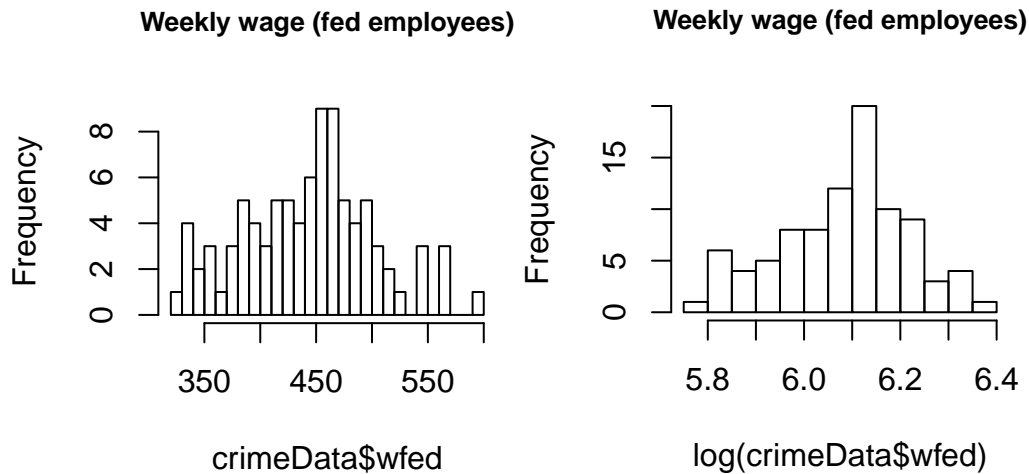 Weekly wage (fed employees)
Frequency
0
2
4
6
8
350
450
550
crimeData$wfed
Weekly wage (fed employees)
Frequency
0
5
15
5.8
6.0
6.2
6.4
log(crimeData$wfed)